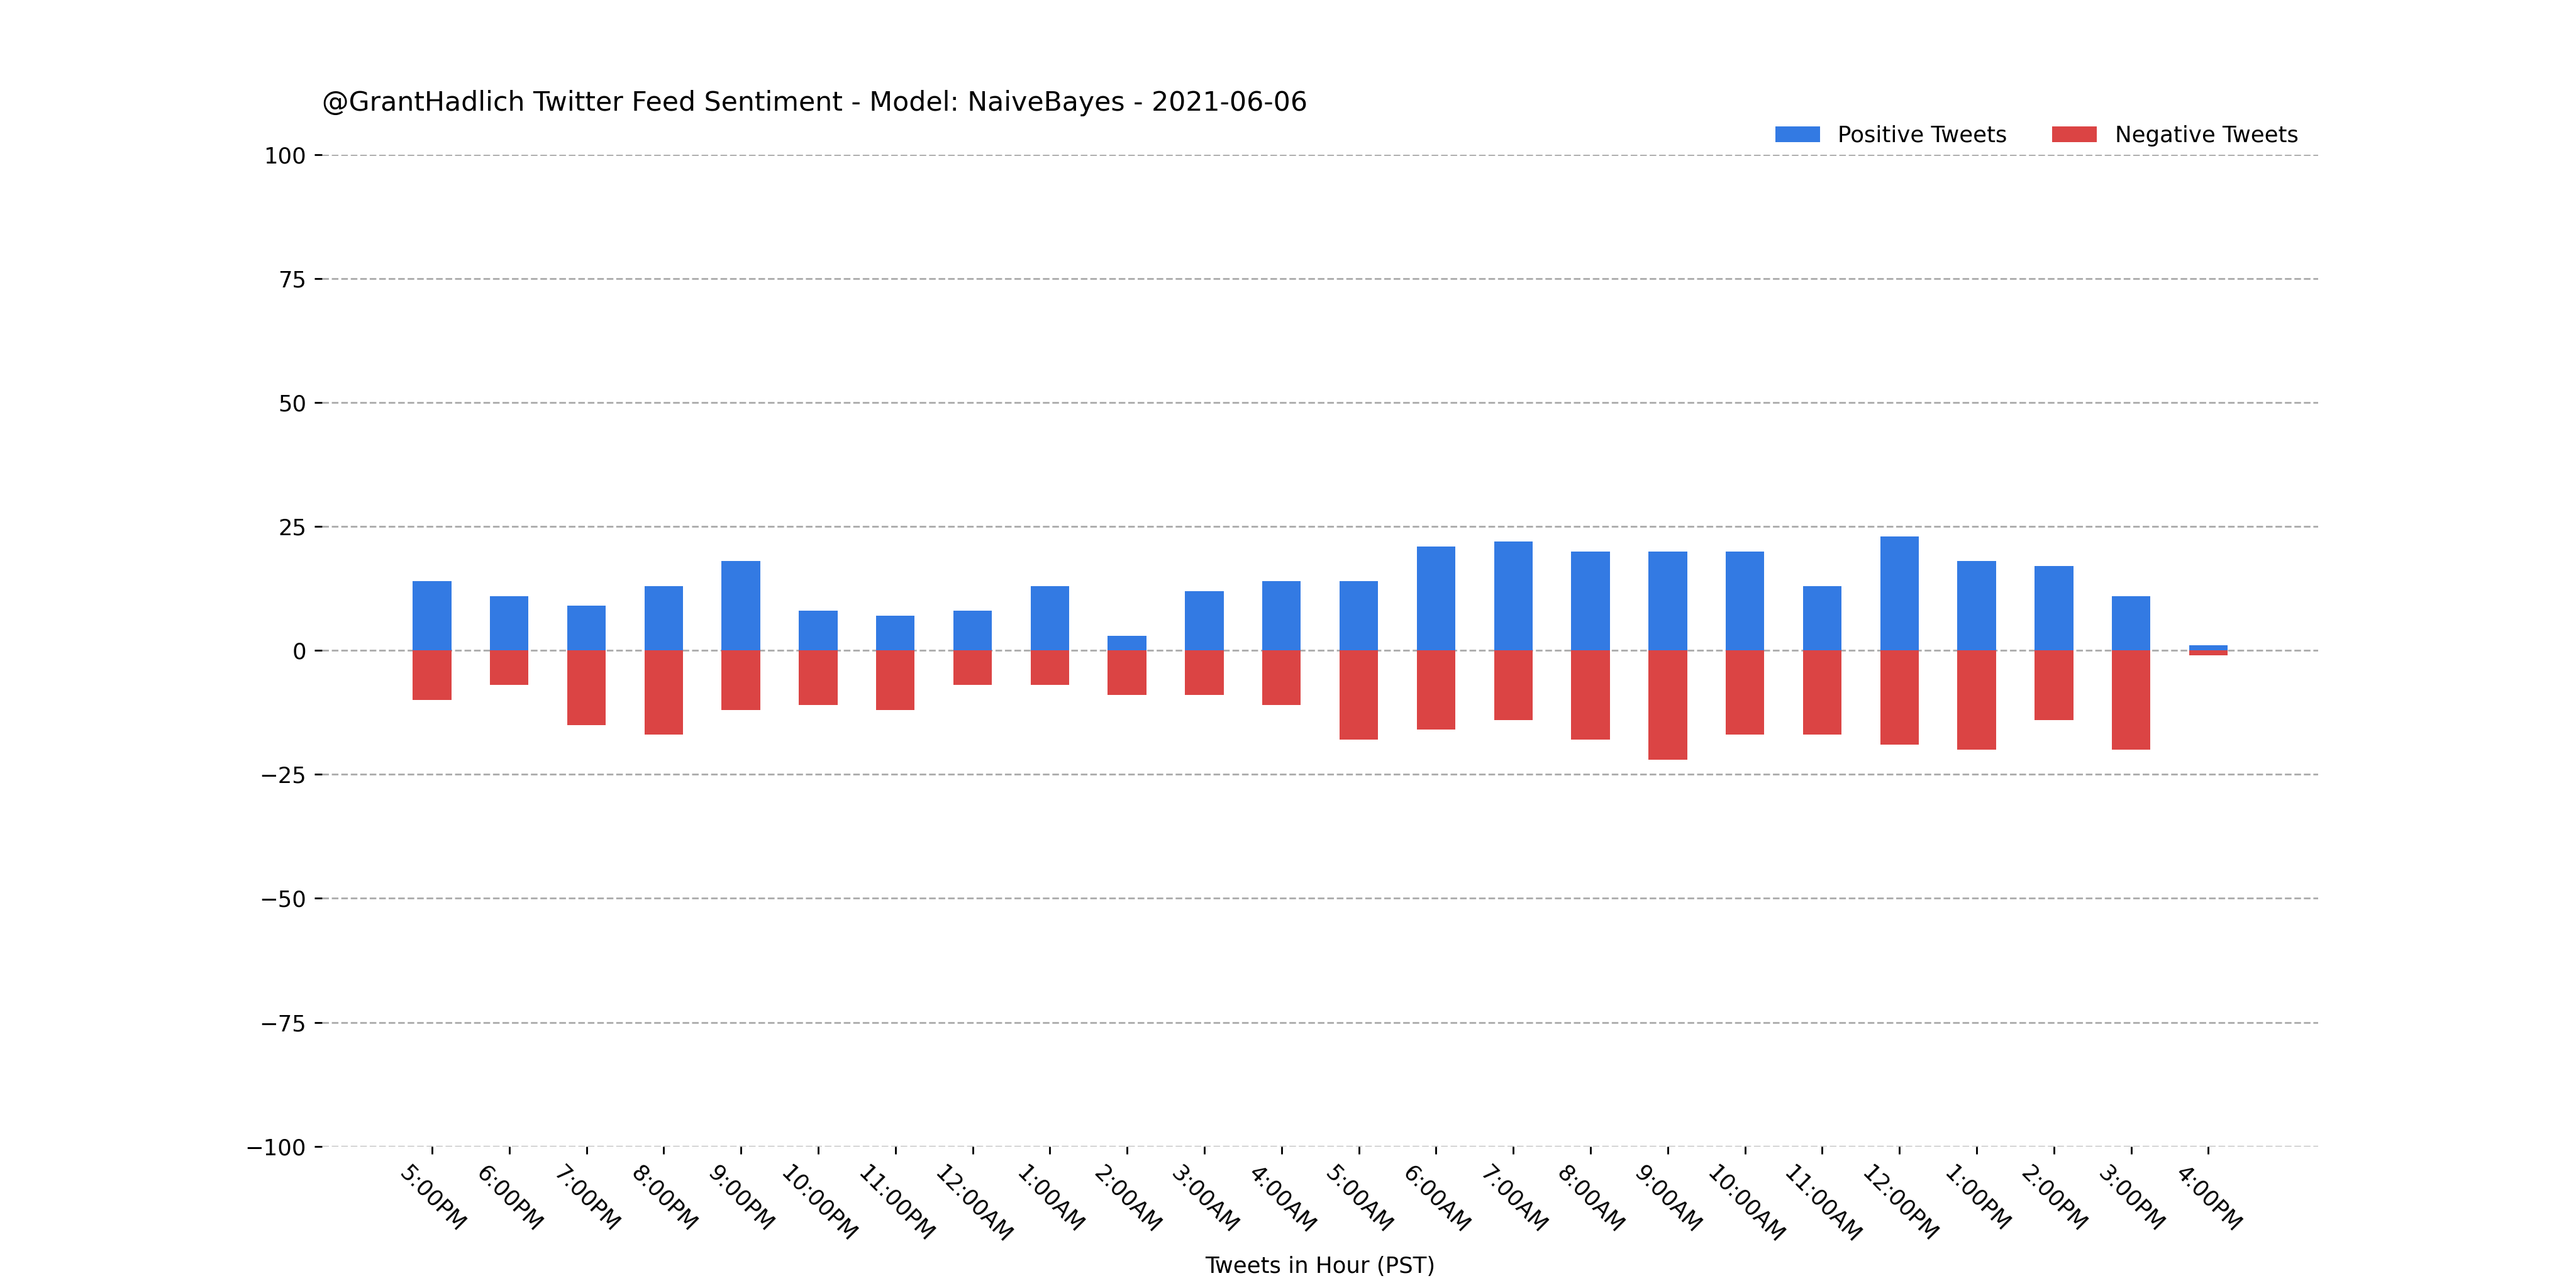 @GrantHadlich Twitter Feed Sentiment - Model: NaiveBayes - 2021-06-06
Positive Tweets Negative Tweets
100
75
50
25
0
−25
−50
−75
−100
5:00PM 6:00PM 7:00PM 8:00PM 9:00PM 10:00PM 11:00PM 12:00AM 1:00AM 2:00AM 3:00AM 4:00AM 5:00AM 6:00AM 7:00AM 8:00AM 9:00AM 10:00AM 11:00AM 12:00PM 1:00PM 2:00PM 3:00PM 4:00PM
Tweets in Hour (PST)